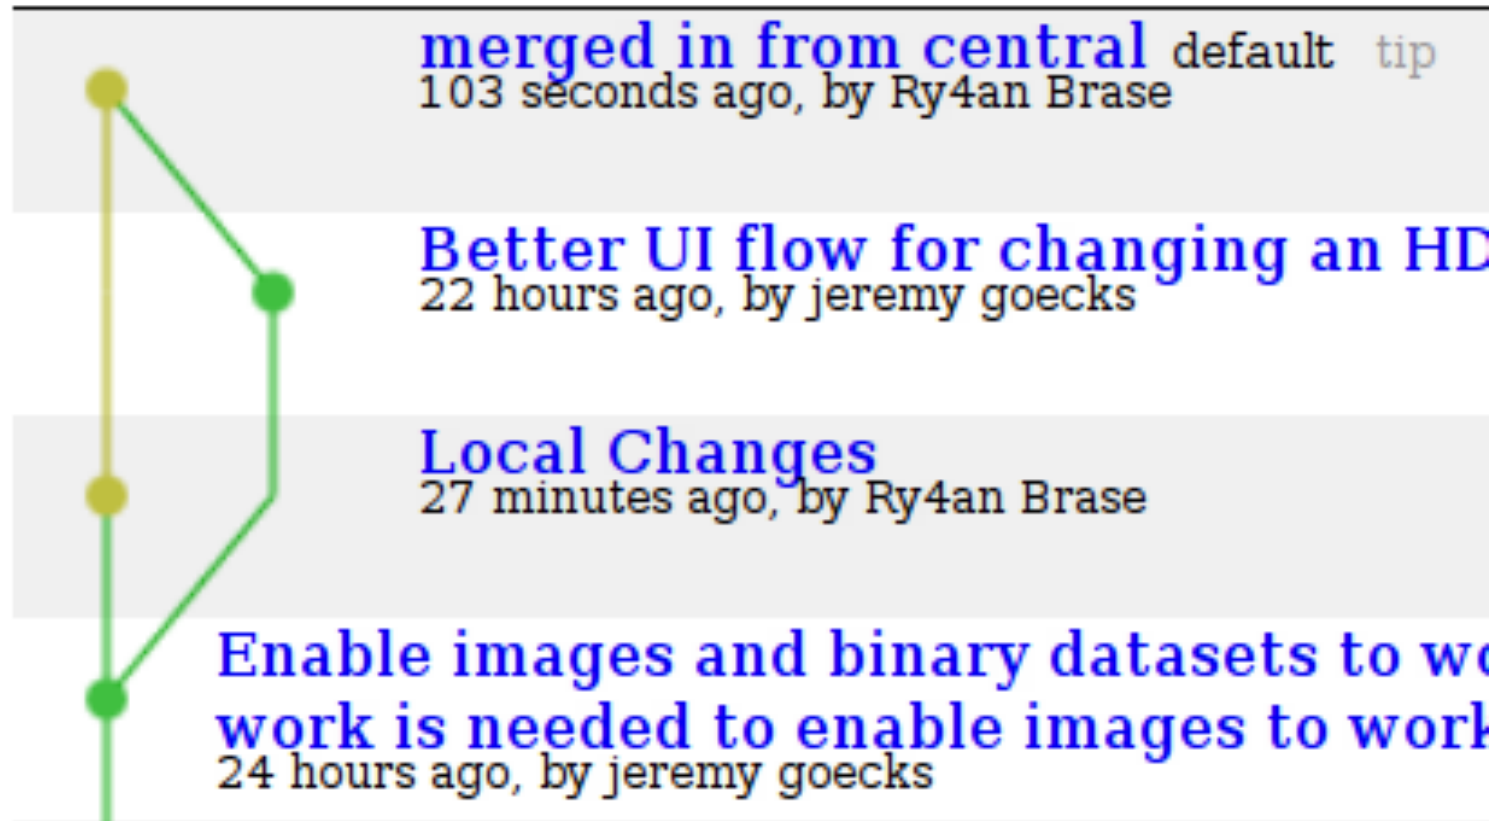 merged in from central default tip
103 seconds ago, by Ry4an Brase
Better UI flow for changing an HD
22 hours ago, by jeremy goecks
Local Changes
27 minutes ago, by Ry4an Brase
Enable images and binary datasets to
work is needed to enable images to work
24 hours ago, by jeremy goecks